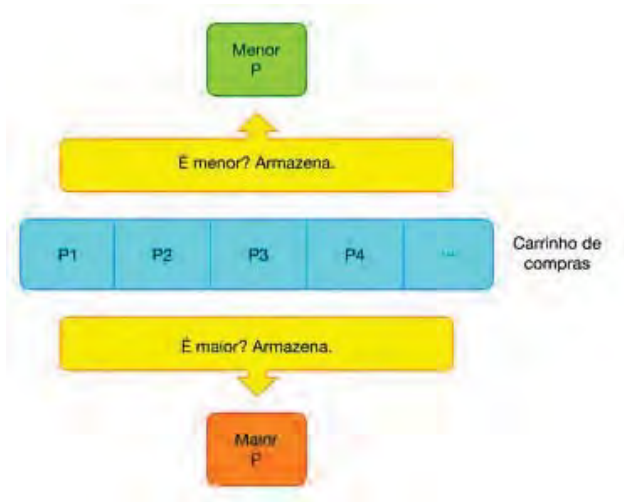 Menor
P
É menor? Armazena.
P1 P2 P3 P4 ...
Carrinho de
compras
É maior? Armazena.
Maior
P